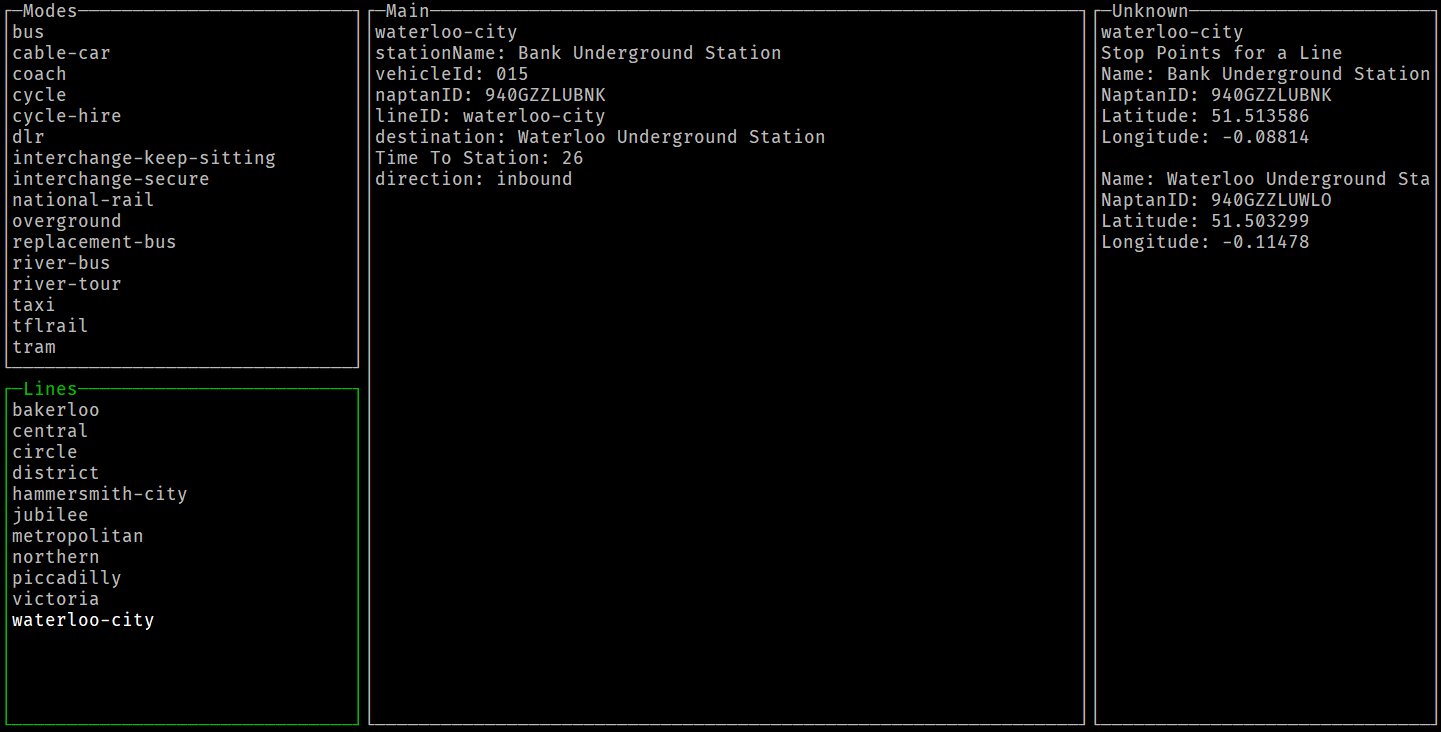 Modes
bus
cable-car
coach
cycle
cycle-hire
dlr
interchange-keep-sitting
interchange-secure
national-rail
overground
replacement-bus
river-bus
river-tour
taxi
tflrail
tram
Lines
bakerloo
central
circle
district
hammersmith-city
jubilee
metropolitan
northern
piccadilly
victoria
waterloo-city
Main
waterloo-city
stationName: Bank Underground Station
vehicleId: 015
naptanID: 940GZZLUBNK
lineID: waterloo-city
destination: Waterloo Underground Station
Time To Station: 26
direction: inbound
Unknown
waterloo-city
Stop Points for a Line
Name: Bank Underground Station
NaptanID: 940GZZLUBNK
Latitude: 51.513586
Longitude: -0.08814
Name: Waterloo Underground Sta
NaptanID: 940GZZLUWLO
Latitude: 51.503299
Longitude: -0.11478